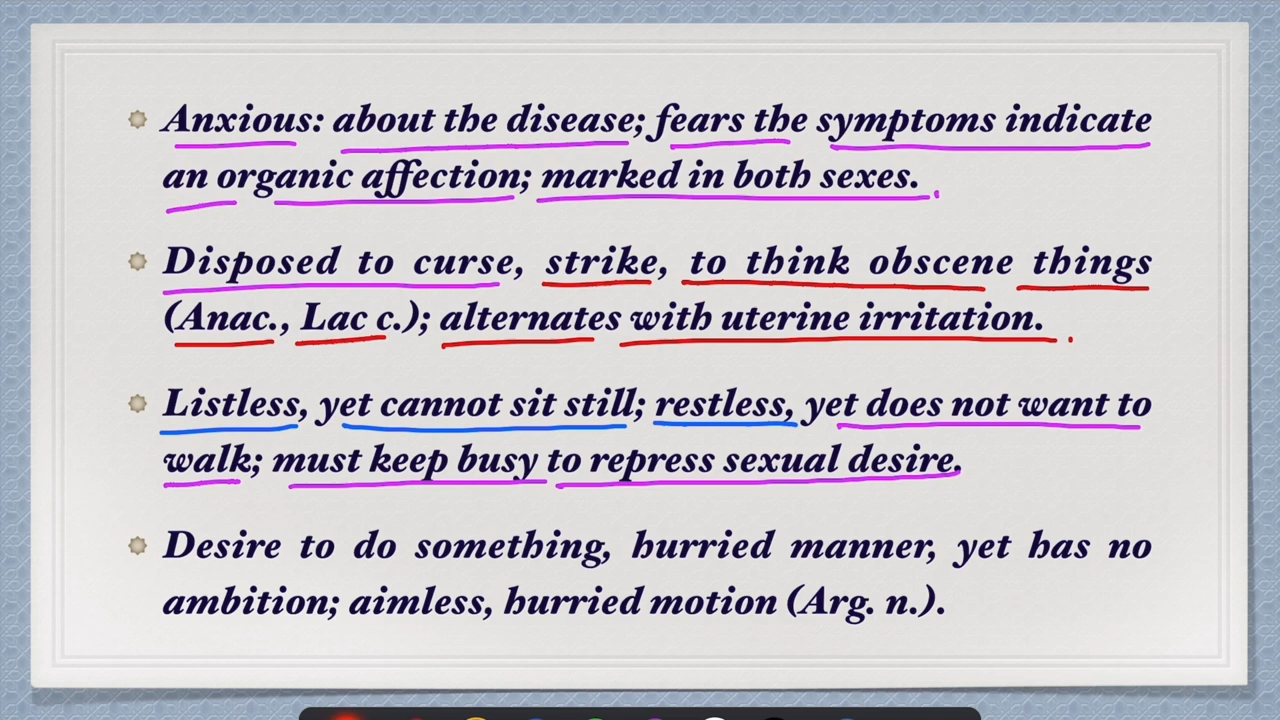 Anxious: about the disease; fears the symptoms indicate
an organic affection; marked in both sexes.
Disposed to curse, strike, to think obscene things
(Anac., Lac c.); alternates with uterine irritation.
Listless, yet cannot sit still; restless, yet does not want to
walk; must keep busy to repress sexual desire.
Desire to do something, hurried manner, yet has no
ambition; aimless, hurried motion (Arg. n.).